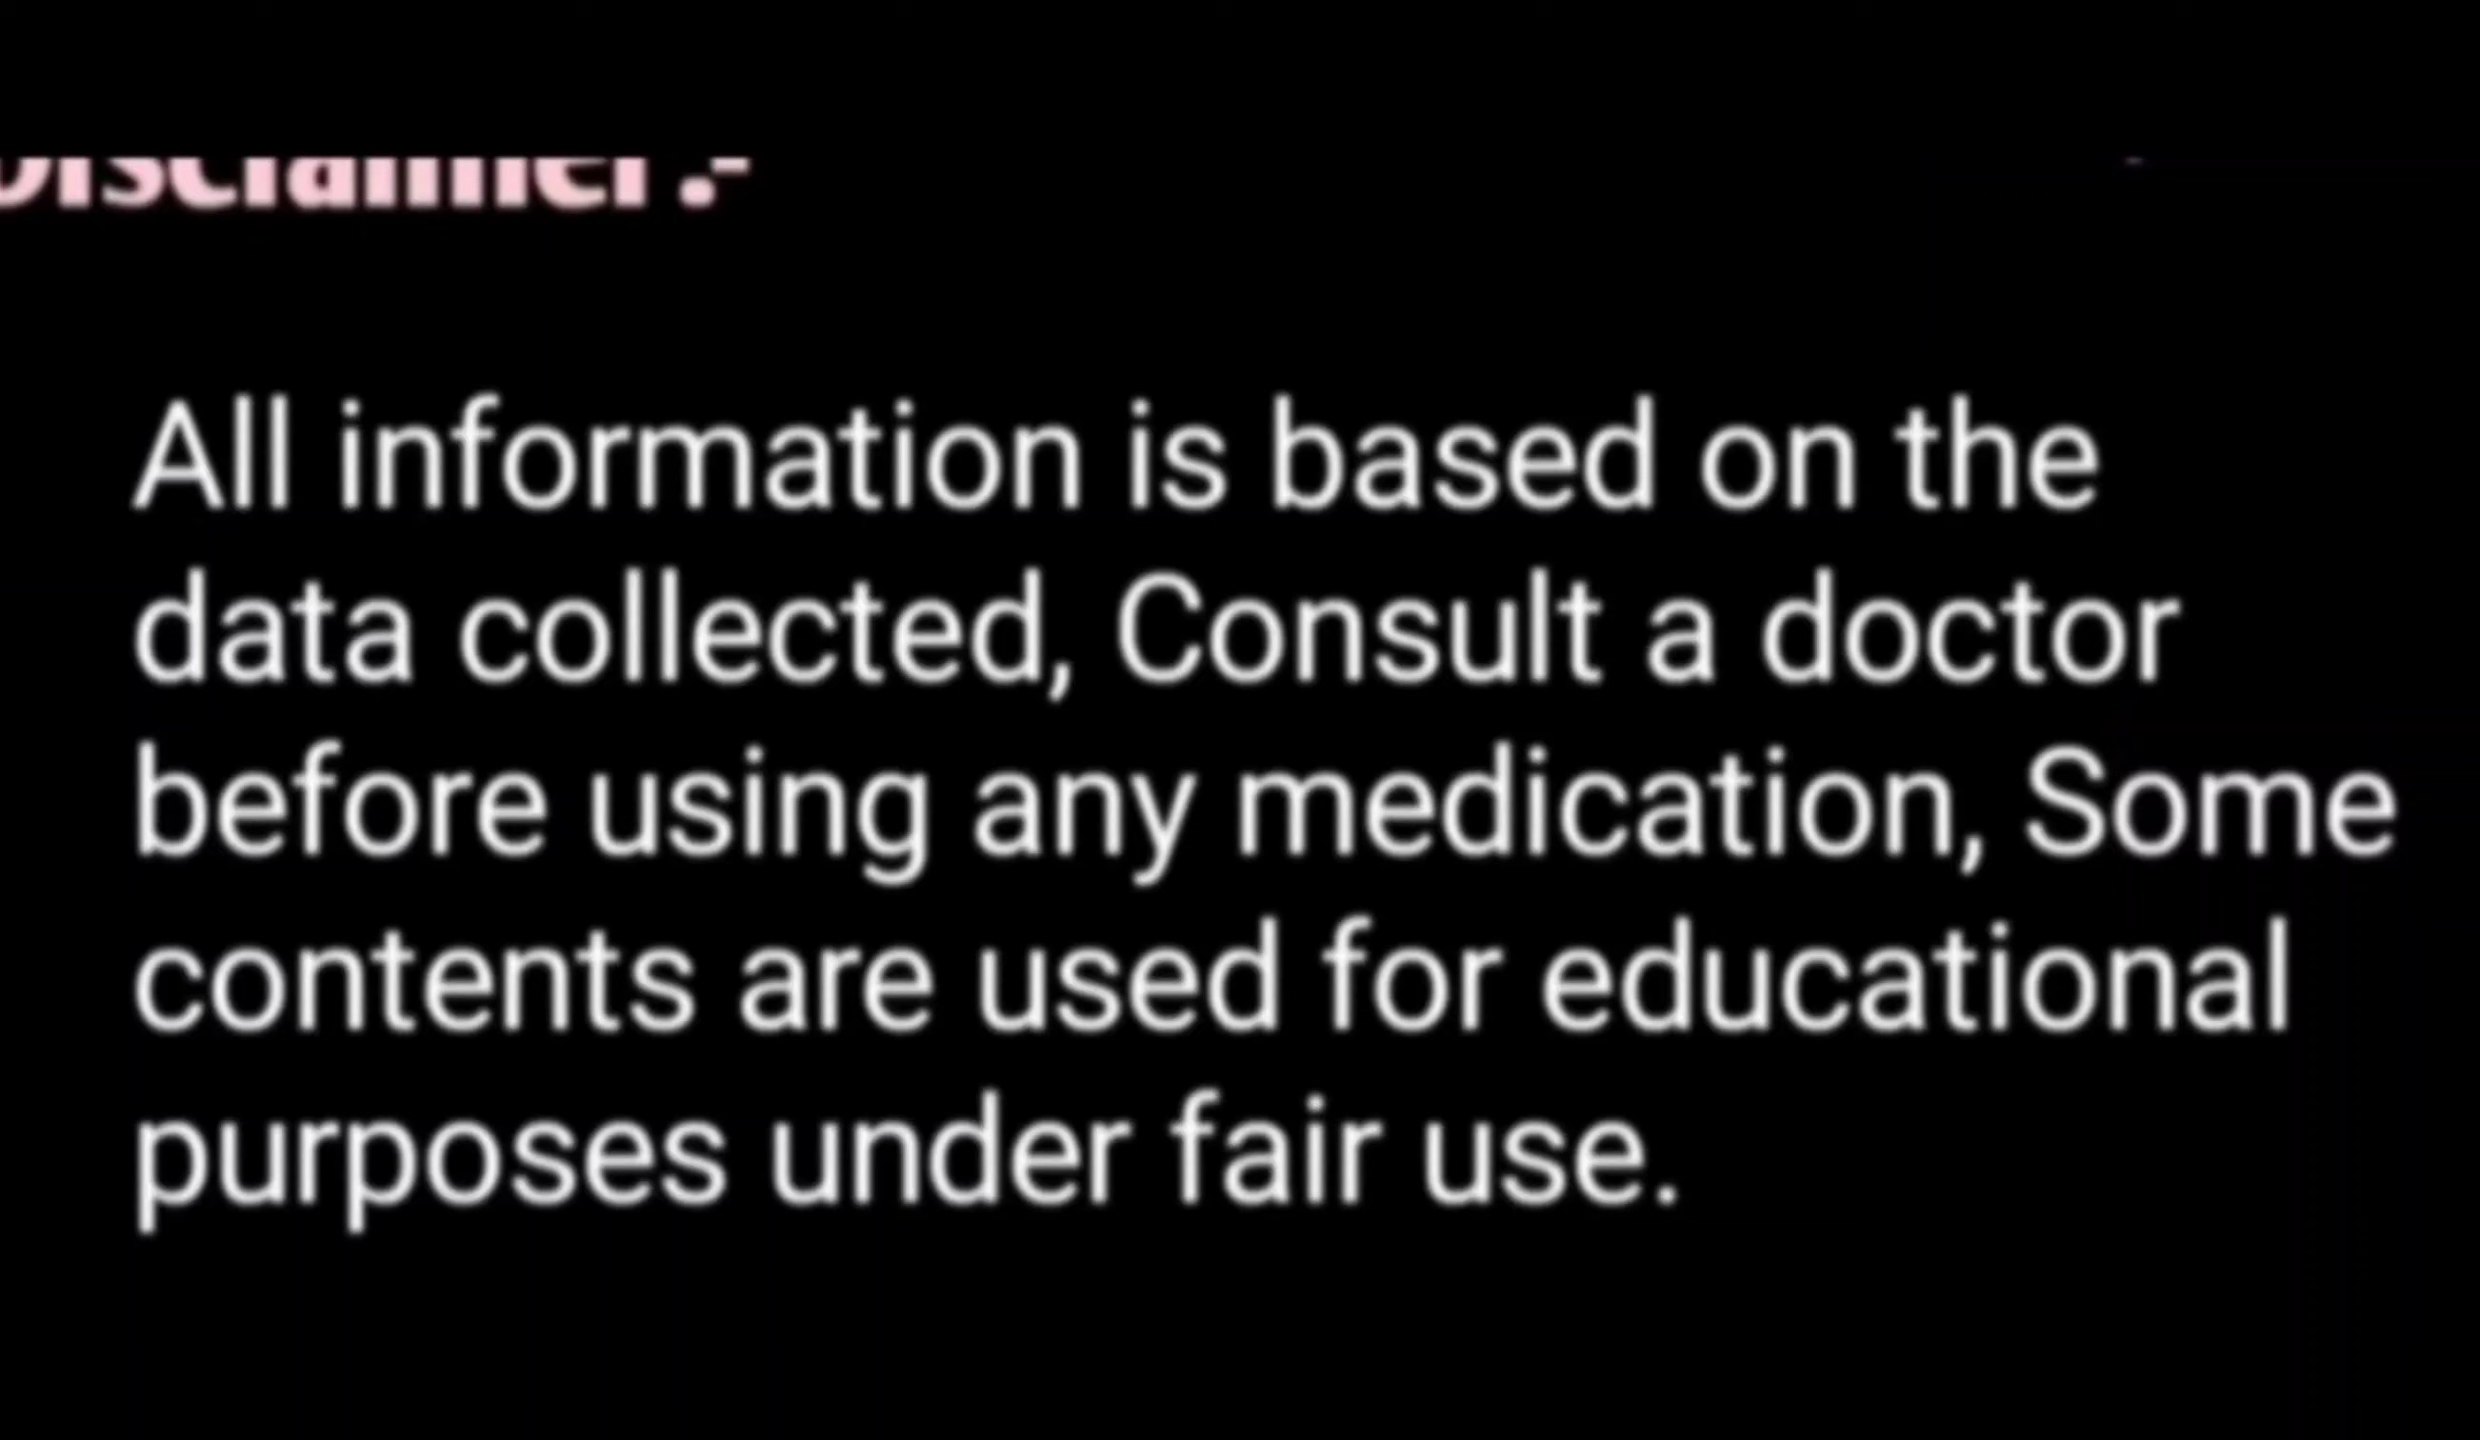 Disclaimer:-
All information is based on the
data collected, Consult a doctor
before using any medication, Some
contents are used for educational
purposes under fair use.